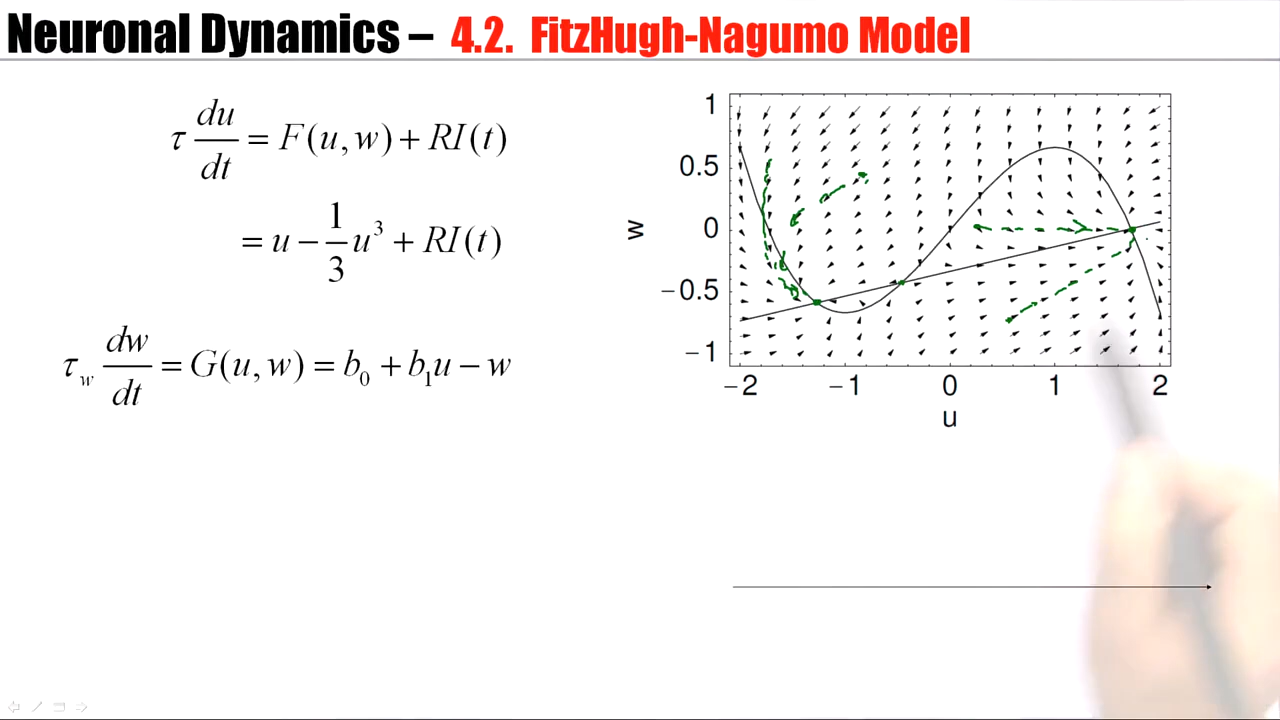 Neuronal Dynamics – 4.2. FitzHugh-Nagumo Model
τ du/dt = F(u, w) + RI(t)
= u − 1/3 u³ + RI(t)
τ_w dw/dt = G(u, w) = b₀ + b₁u − w
1
0.5
0
−0.5
−1
w
−2 −1 0 1 2
u